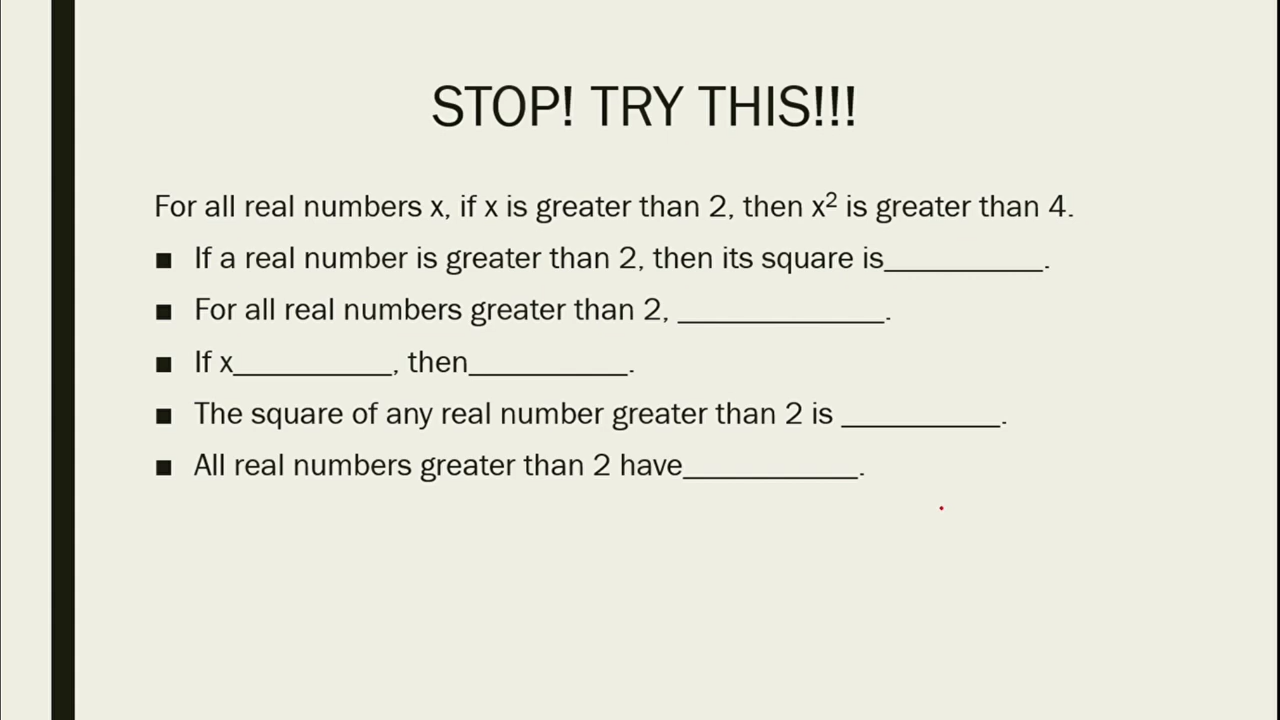 STOP! TRY THIS!!!
For all real numbers x, if x is greater than 2, then x² is greater than 4.
■ If a real number is greater than 2, then its square is__________.
■ For all real numbers greater than 2, _____________.
■ If x__________, then__________.
■ The square of any real number greater than 2 is __________.
■ All real numbers greater than 2 have___________.